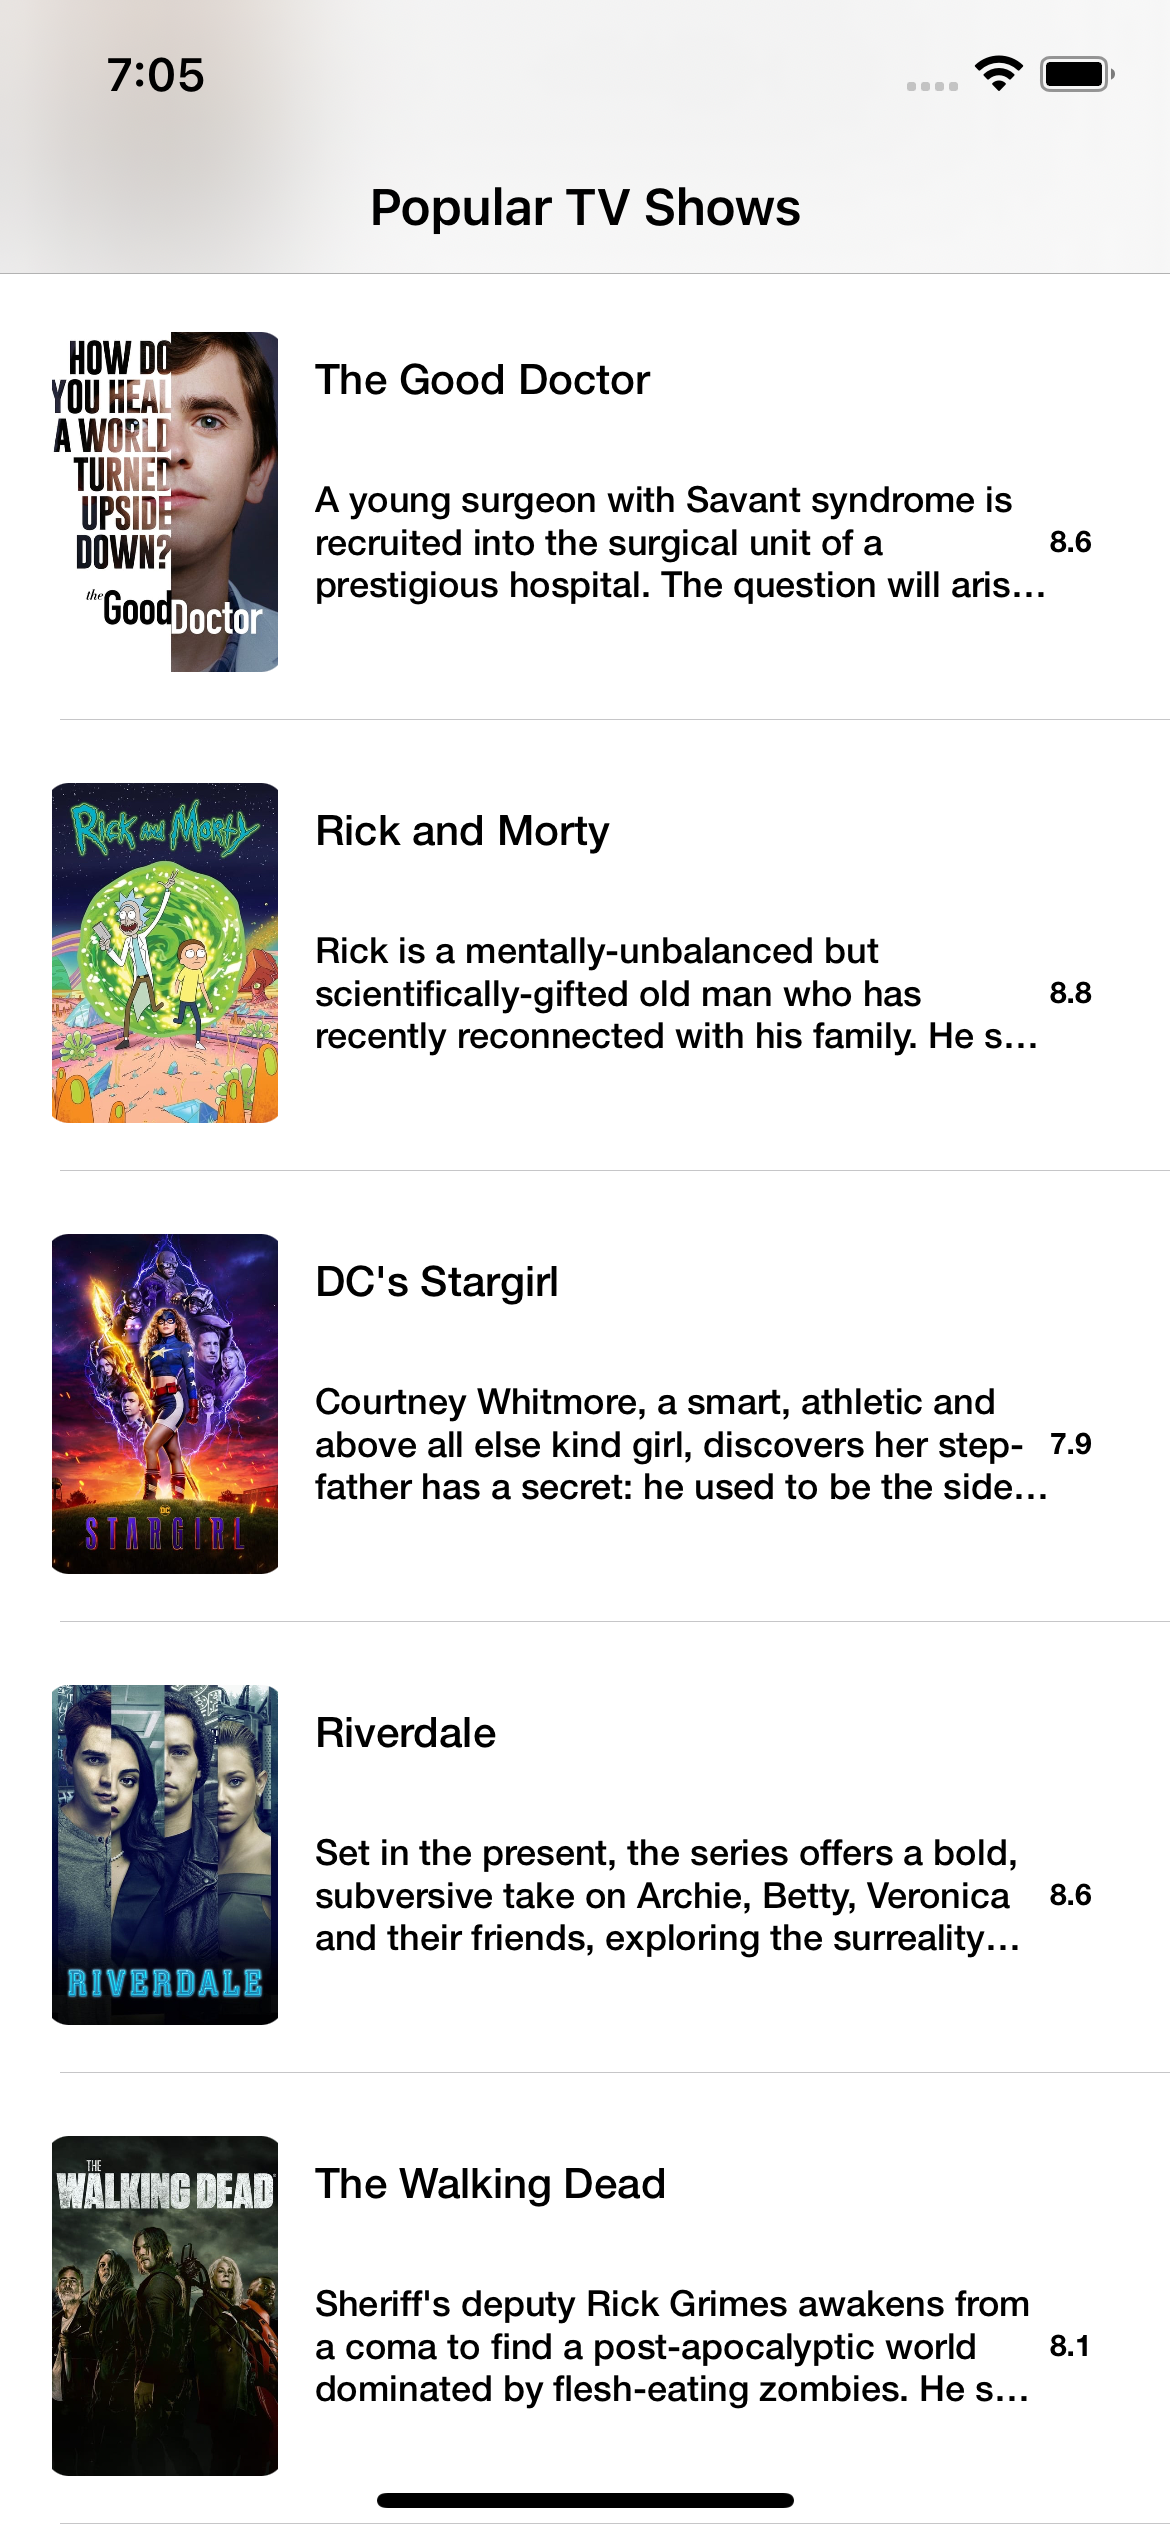 7:05
Popular TV Shows
HOW DO
YOU HEAL
A WORLD
TURNED
UPSIDE
DOWN?
the Good Doctor
The Good Doctor
A young surgeon with Savant syndrome is
recruited into the surgical unit of a
prestigious hospital. The question will aris...
8.6
Rick and Morty
Rick and Morty
Rick is a mentally-unbalanced but
scientifically-gifted old man who has
recently reconnected with his family. He s...
8.8
DC
STARGIRL
DC's Stargirl
Courtney Whitmore, a smart, athletic and
above all else kind girl, discovers her step-
father has a secret: he used to be the side...
7.9
RIVERDALE
Riverdale
Set in the present, the series offers a bold,
subversive take on Archie, Betty, Veronica
and their friends, exploring the surreality...
8.6
THE
WALKING DEAD
The Walking Dead
Sheriff's deputy Rick Grimes awakens from
a coma to find a post-apocalyptic world
dominated by flesh-eating zombies. He s...
8.1